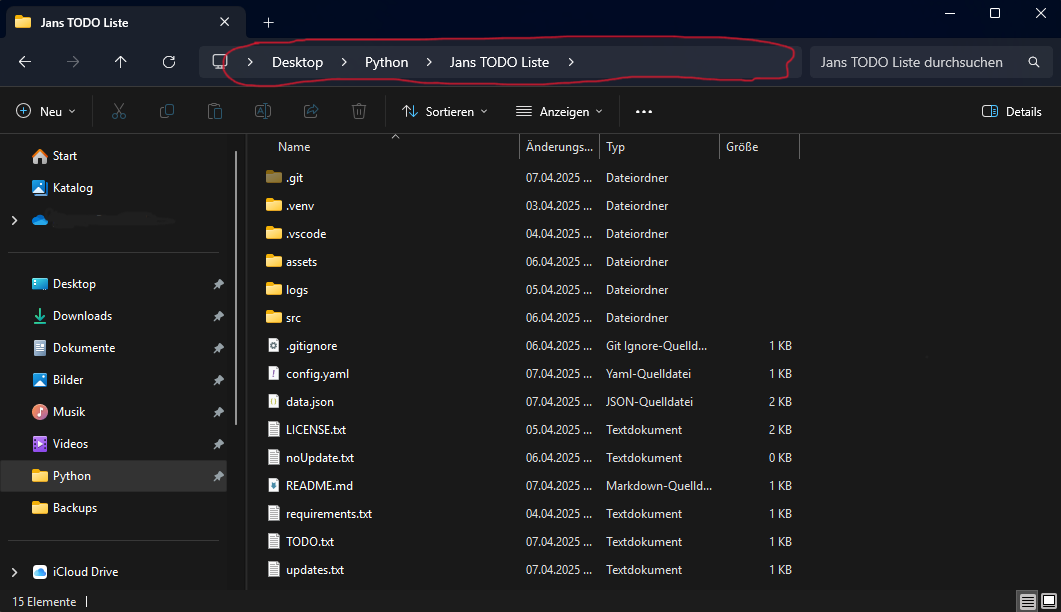 Jans TODO Liste
Desktop > Python > Jans TODO Liste >
Jans TODO Liste durchsuchen
Neu
Sortieren
Anzeigen
Details
Start
Katalog
Desktop
Downloads
Dokumente
Bilder
Musik
Videos
Python
Backups
iCloud Drive
Name Änderungs... Typ Größe
.git 07.04.2025 ... Dateiordner
.venv 03.04.2025 ... Dateiordner
.vscode 04.04.2025 ... Dateiordner
assets 06.04.2025 ... Dateiordner
logs 05.04.2025 ... Dateiordner
src 06.04.2025 ... Dateiordner
.gitignore 06.04.2025 ... Git Ignore-Quelld... 1 KB
config.yaml 07.04.2025 ... Yaml-Quelldatei 1 KB
data.json 07.04.2025 ... JSON-Quelldatei 2 KB
LICENSE.txt 05.04.2025 ... Textdokument 2 KB
noUpdate.txt 06.04.2025 ... Textdokument 0 KB
README.md 07.04.2025 ... Markdown-Quelld... 1 KB
requirements.txt 04.04.2025 ... Textdokument 1 KB
TODO.txt 07.04.2025 ... Textdokument 1 KB
updates.txt 07.04.2025 ... Textdokument 1 KB
15 Elemente